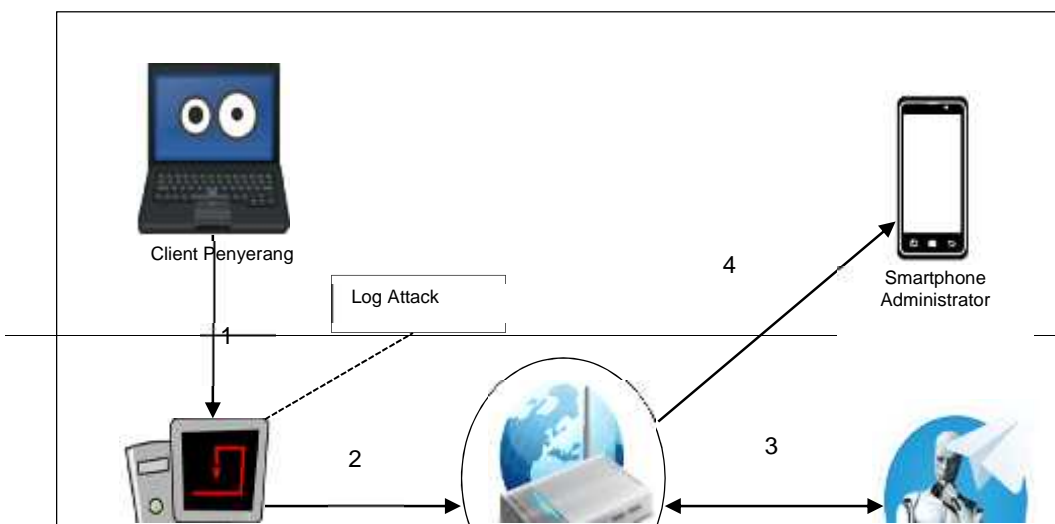 Client Penyerang
4
Smartphone
Administrator
Log Attack
1
2
3